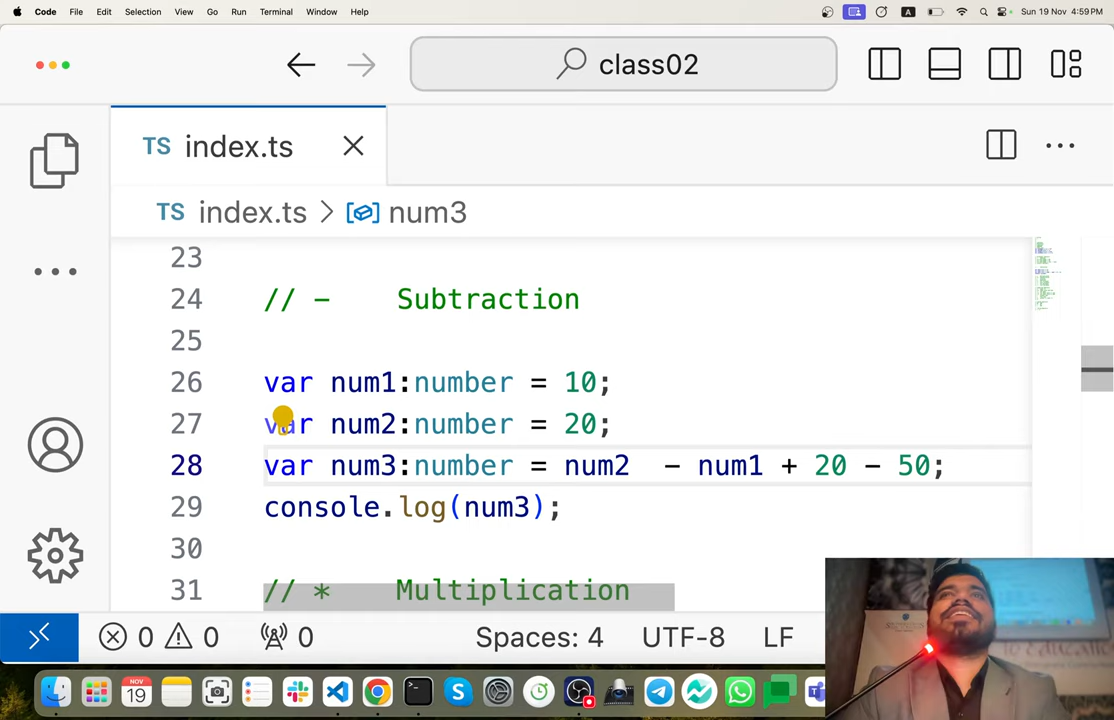 Code File Edit Selection View Go Run Terminal Window Help A Sun 19 Nov 4:59 PM
class02
TS index.ts
TS index.ts > num3
23
24 // - Subtraction
25
26 var num1:number = 10;
27 var num2:number = 20;
28 var num3:number = num2 - num1 + 20 - 50;
29 console.log(num3);
30
31 // * Multiplication
0 0 0 Spaces: 4 UTF-8 LF
NOV
19